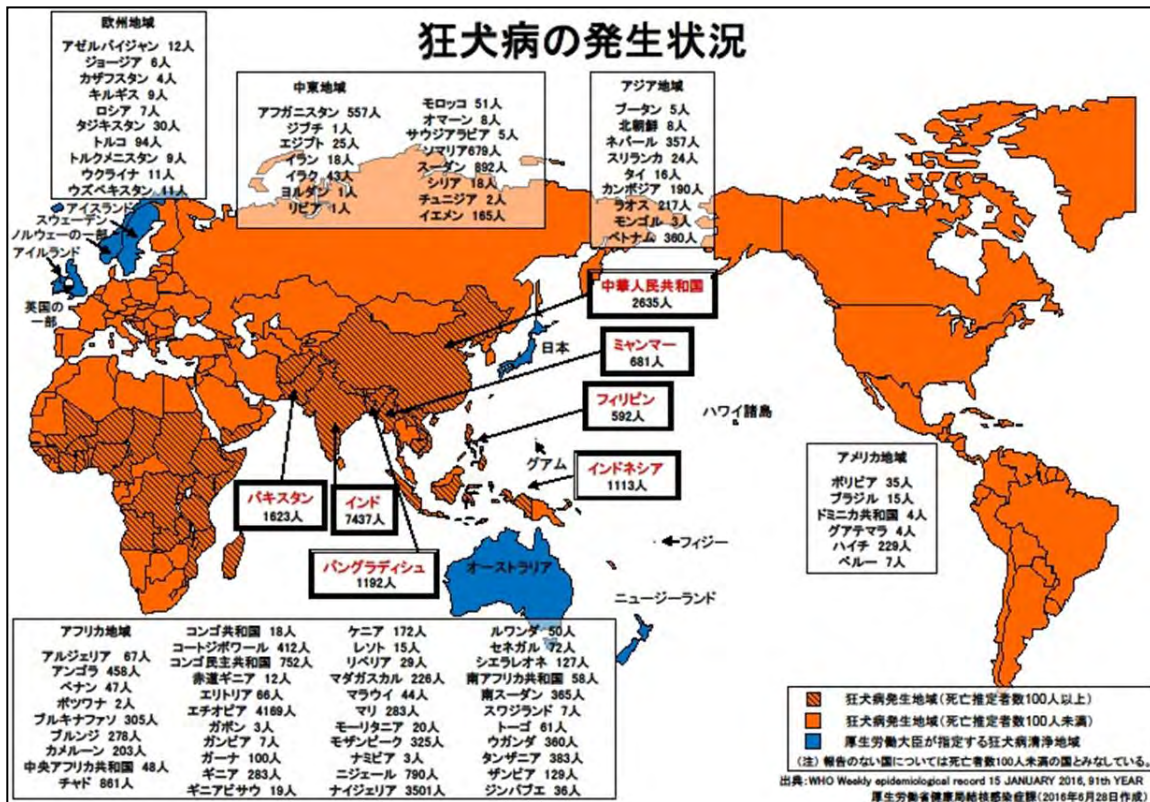 狂犬病の発生状況
欧州地域
アゼルバイジャン 12人
ジョージア 6人
カザフスタン 4人
キルギス 9人
ロシア 7人
タジキスタン 30人
トルコ 94人
トルクメニスタン 9人
ウクライナ 11人
ウズベキスタン 11人
中東地域
アフガニスタン 557人
ジブチ 1人
エジプト 25人
イラン 18人
イラク 43人
ヨルダン 1人
リビア 1人
モロッコ 51人
オマーン 8人
サウジアラビア 5人
ソマリア679人
スーダン 892人
シリア 18人
チュニジア 2人
イエメン 165人
アジア地域
ブータン 5人
北朝鮮 8人
ネパール 357人
スリランカ 24人
タイ 16人
カンボジア 190人
ラオス 217人
モンゴル 3人
ベトナム 360人
アイスランド
スウェーデン
ノルウェーの一部
アイルランド
英国の
一部
中華人民共和国
2635人
日本
ミャンマー
681人
フィリピン
592人
ハワイ諸島
グアム
インドネシア
1113人
パキスタン
1623人
インド
7437人
バングラディシュ
1192人
オーストラリア
フィジー
ニュージーランド
アメリカ地域
ボリビア 35人
ブラジル 15人
ドミニカ共和国 4人
グアテマラ 4人
ハイチ 229人
ペルー 7人
アフリカ地域
アルジェリア 67人
アンゴラ 458人
ベナン 47人
ボツワナ 2人
ブルキナファソ 305人
ブルンジ 278人
カメルーン 203人
中央アフリカ共和国 48人
チャド 861人
コンゴ共和国 18人
コートジボワール 412人
コンゴ民主共和国 752人
赤道ギニア 12人
エリトリア 66人
エチオピア 4169人
ガボン 3人
ガンビア 7人
ガーナ 100人
ギニア 283人
ギニアビサウ 19人
ケニア 172人
レソト 15人
リベリア 29人
マダガスカル 226人
マラウイ 44人
マリ 283人
モーリタニア 20人
モザンビーク 325人
ナミビア 3人
ニジェール 790人
ナイジェリア 3501人
ルワンダ 50人
セネガル 72人
シエラレオネ 127人
南アフリカ共和国 58人
南スーダン 365人
スワジランド 7人
トーゴ 61人
ウガンダ 360人
タンザニア 383人
ザンビア 129人
ジンバブエ 36人
狂犬病発生地域(死亡推定者数100人以上)
狂犬病発生地域(死亡推定者数100人未満)
厚生労働大臣が指定する狂犬病清浄地域
(注) 報告のない国については死亡者数100人未満の国とみなしている。
出典:WHO Weekly epidemiological record 15 JANUARY 2016, 91th YEAR
厚生労働省健康局結核感染症課(2016年6月28日作成)